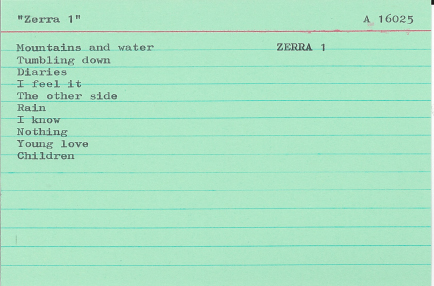 "Zerra 1" A 16025
Mountains and water ZERRA 1
Tumbling down
Diaries
I feel it
The other side
Rain
I know
Nothing
Young love
Children